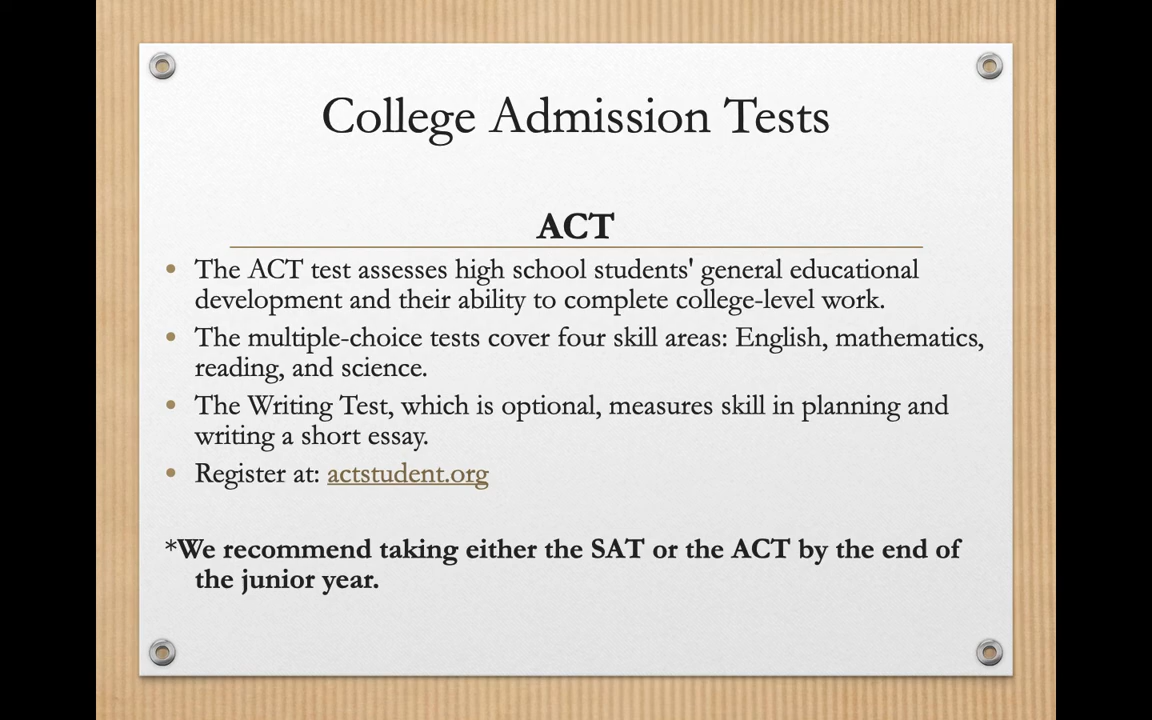 College Admission Tests
ACT
• The ACT test assesses high school students' general educational
development and their ability to complete college-level work.
• The multiple-choice tests cover four skill areas: English, mathematics,
reading, and science.
• The Writing Test, which is optional, measures skill in planning and
writing a short essay.
• Register at: actstudent.org
*We recommend taking either the SAT or the ACT by the end of
the junior year.